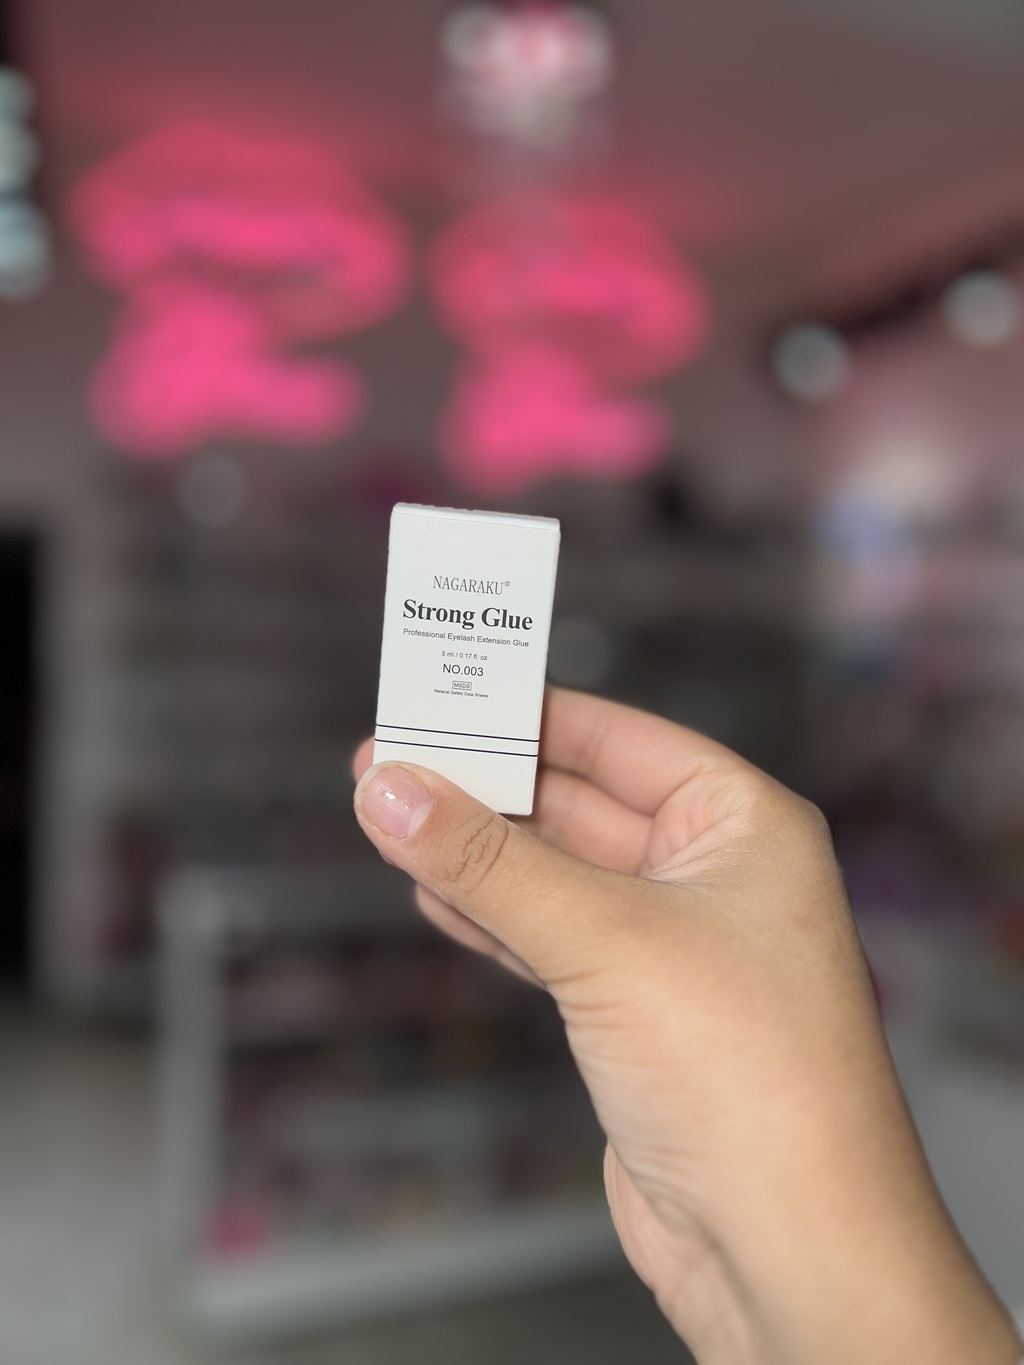 NAGARAKU®
Strong Glue
Professional Eyelash Extension Glue
5 ml / 0.17 fl. oz
NO.003
MSDS
Material Safety Data Sheets